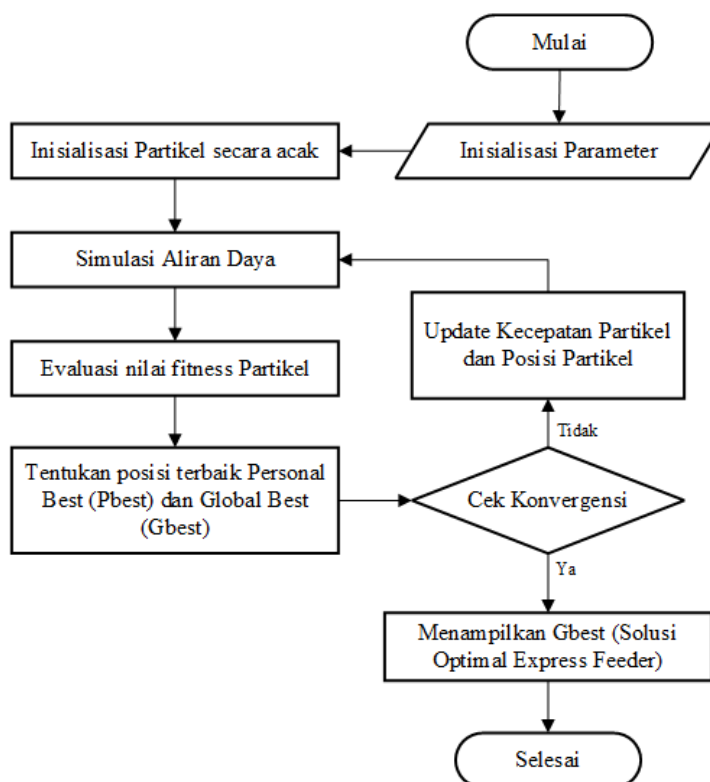 Mulai
Inisialisasi Parameter
Inisialisasi Partikel secara acak
Simulasi Aliran Daya
Evaluasi nilai fitness Partikel
Tentukan posisi terbaik Personal
Best (Pbest) dan Global Best
(Gbest)
Cek Konvergensi
Tidak
Update Kecepatan Partikel
dan Posisi Partikel
Ya
Menampilkan Gbest (Solusi
Optimal Express Feeder)
Selesai